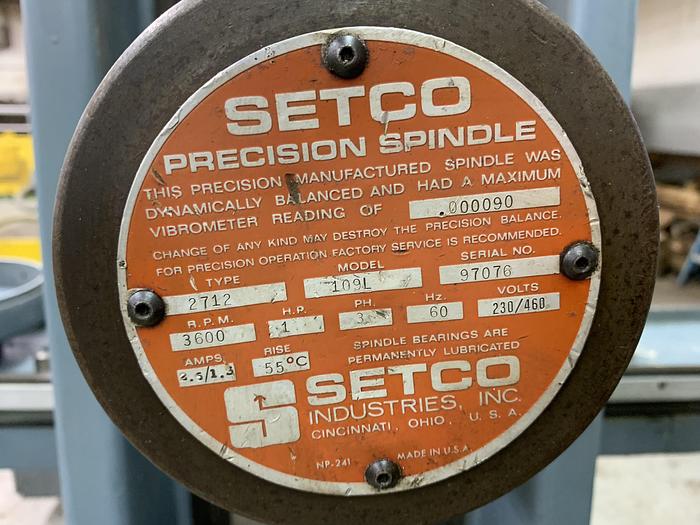 SETCO
PRECISION SPINDLE
THIS PRECISION MANUFACTURED SPINDLE WAS
DYNAMICALLY BALANCED AND HAD A MAXIMUM
VIBROMETER READING OF .000090
CHANGE OF ANY KIND MAY DESTROY THE PRECISION BALANCE.
FOR PRECISION OPERATION FACTORY SERVICE IS RECOMMENDED.
TYPE MODEL SERIAL NO.
2712 109L 97076
R.P.M. H.P. PH. Hz. VOLTS
3600 1 3 60 230/460
AMPS. RISE
55°C
SPINDLE BEARINGS ARE
PERMANENTLY LUBRICATED
S SETCO
INDUSTRIES, INC.
CINCINNATI, OHIO, U. S. A.
NP-241 MADE IN U.S.A.